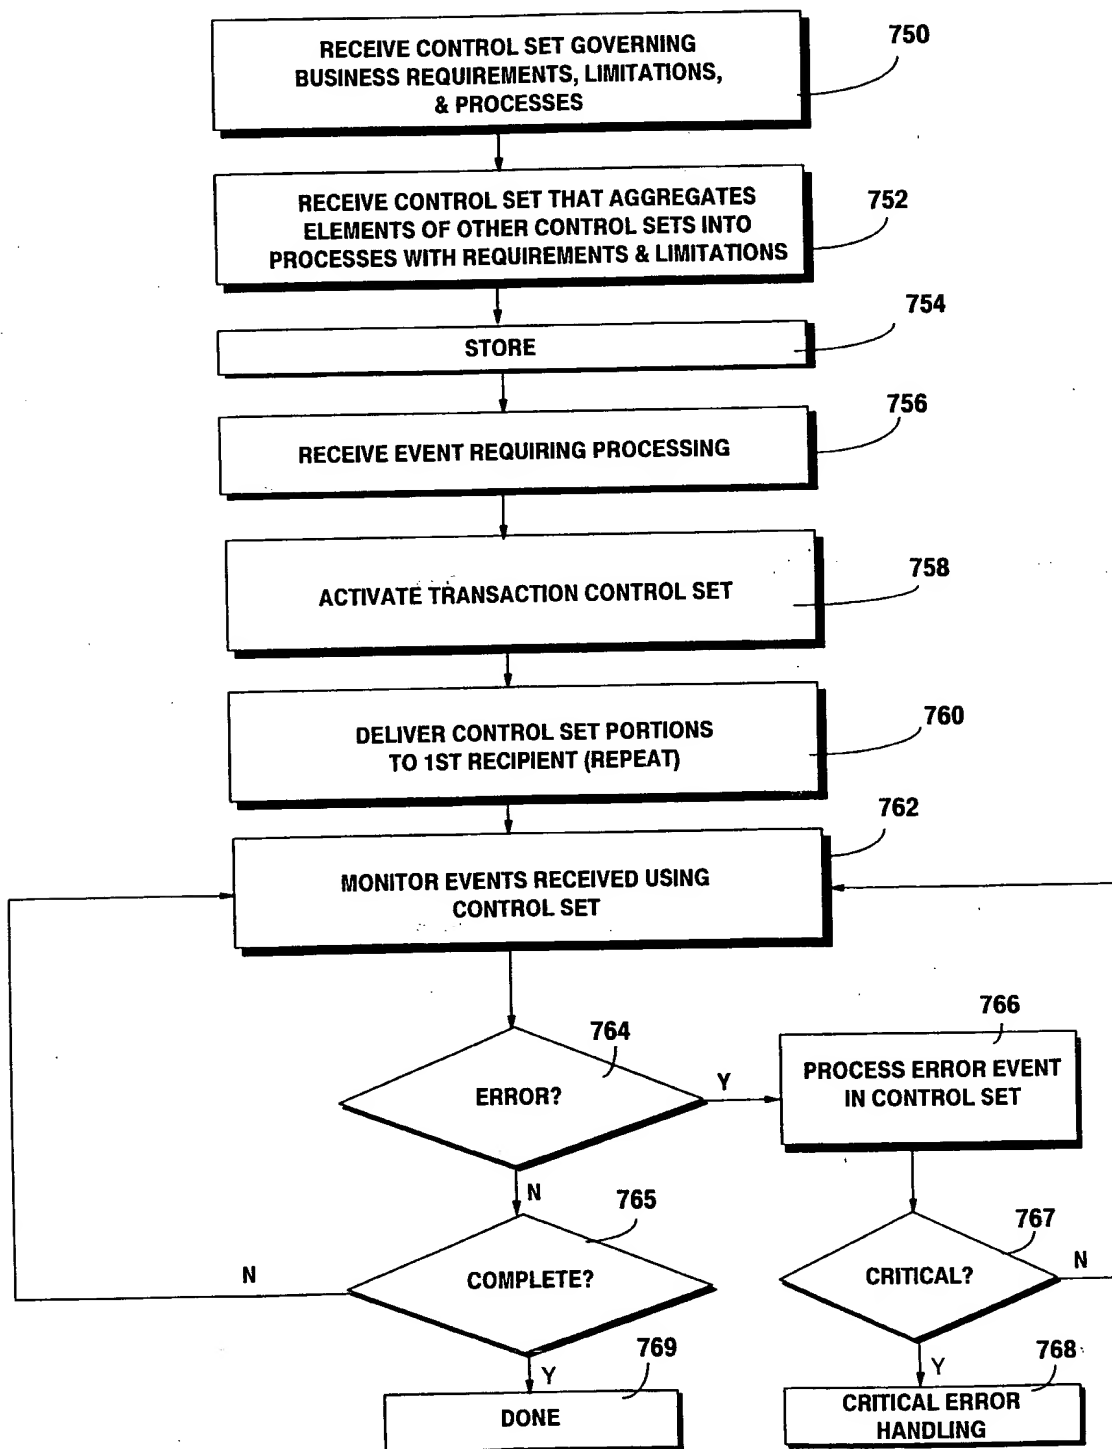 RECEIVE CONTROL SET GOVERNING
BUSINESS REQUIREMENTS, LIMITATIONS,
& PROCESSES
750
RECEIVE CONTROL SET THAT AGGREGATES
ELEMENTS OF OTHER CONTROL SETS INTO
PROCESSES WITH REQUIREMENTS & LIMITATIONS
752
STORE
754
RECEIVE EVENT REQUIRING PROCESSING
756
ACTIVATE TRANSACTION CONTROL SET
758
DELIVER CONTROL SET PORTIONS
TO 1ST RECIPIENT (REPEAT)
760
MONITOR EVENTS RECEIVED USING
CONTROL SET
762
ERROR?
764
Y
PROCESS ERROR EVENT
IN CONTROL SET
766
N
COMPLETE?
765
N
CRITICAL?
767
N
Y
DONE
769
Y
CRITICAL ERROR
HANDLING
768